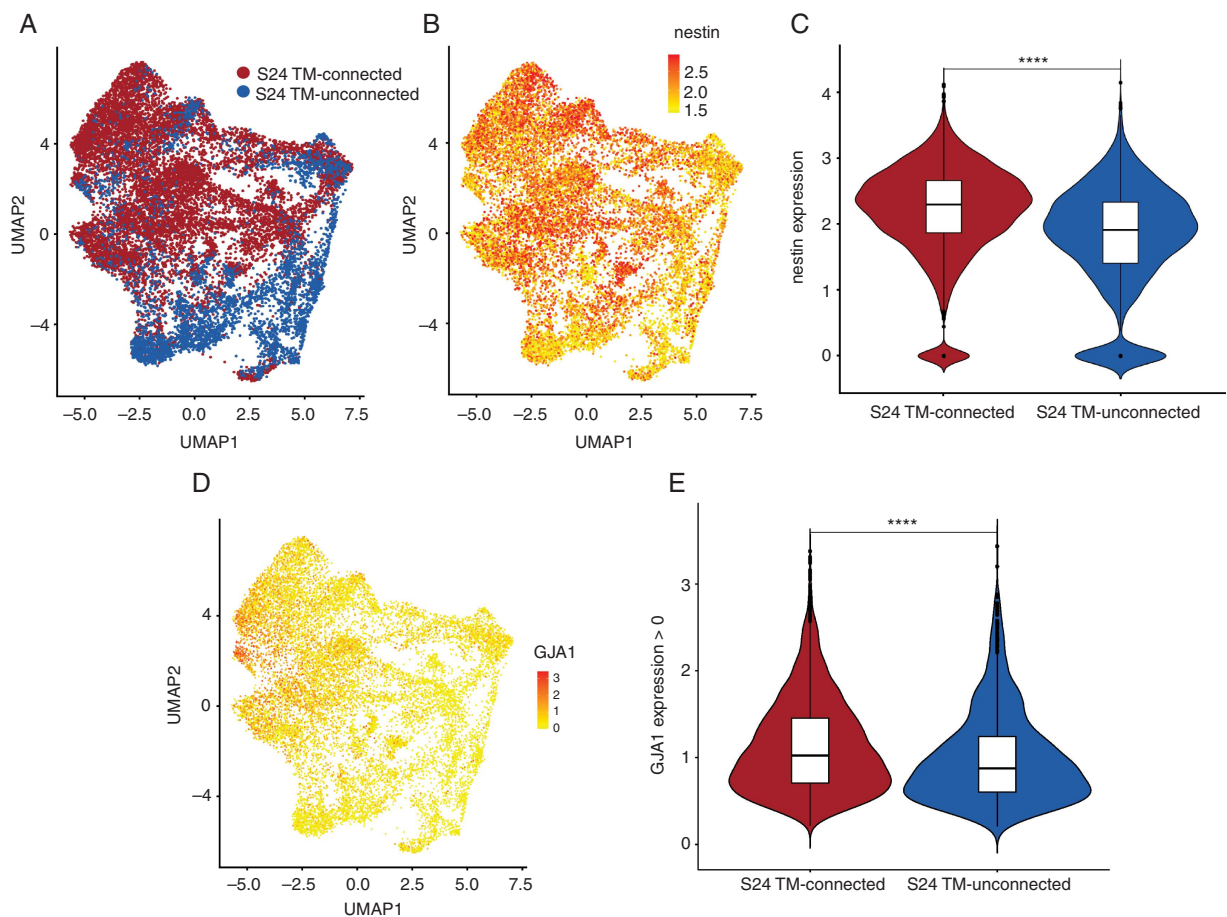 A
S24 TM-connected
S24 TM-unconnected
4
0
−4
UMAP2
−5.0 −2.5 0.0 2.5 5.0 7.5
UMAP1
B
nestin
2.5
2.0
1.5
4
0
−4
UMAP2
−5.0 −2.5 0.0 2.5 5.0 7.5
UMAP1
C
****
4
3
2
1
0
nestin expression
S24 TM-connected S24 TM-unconnected
D
GJA1
3
2
1
0
4
0
−4
UMAP2
−5.0 −2.5 0.0 2.5 5.0 7.5
UMAP1
E
****
3
2
1
0
GJA1 expression > 0
S24 TM-connected S24 TM-unconnected